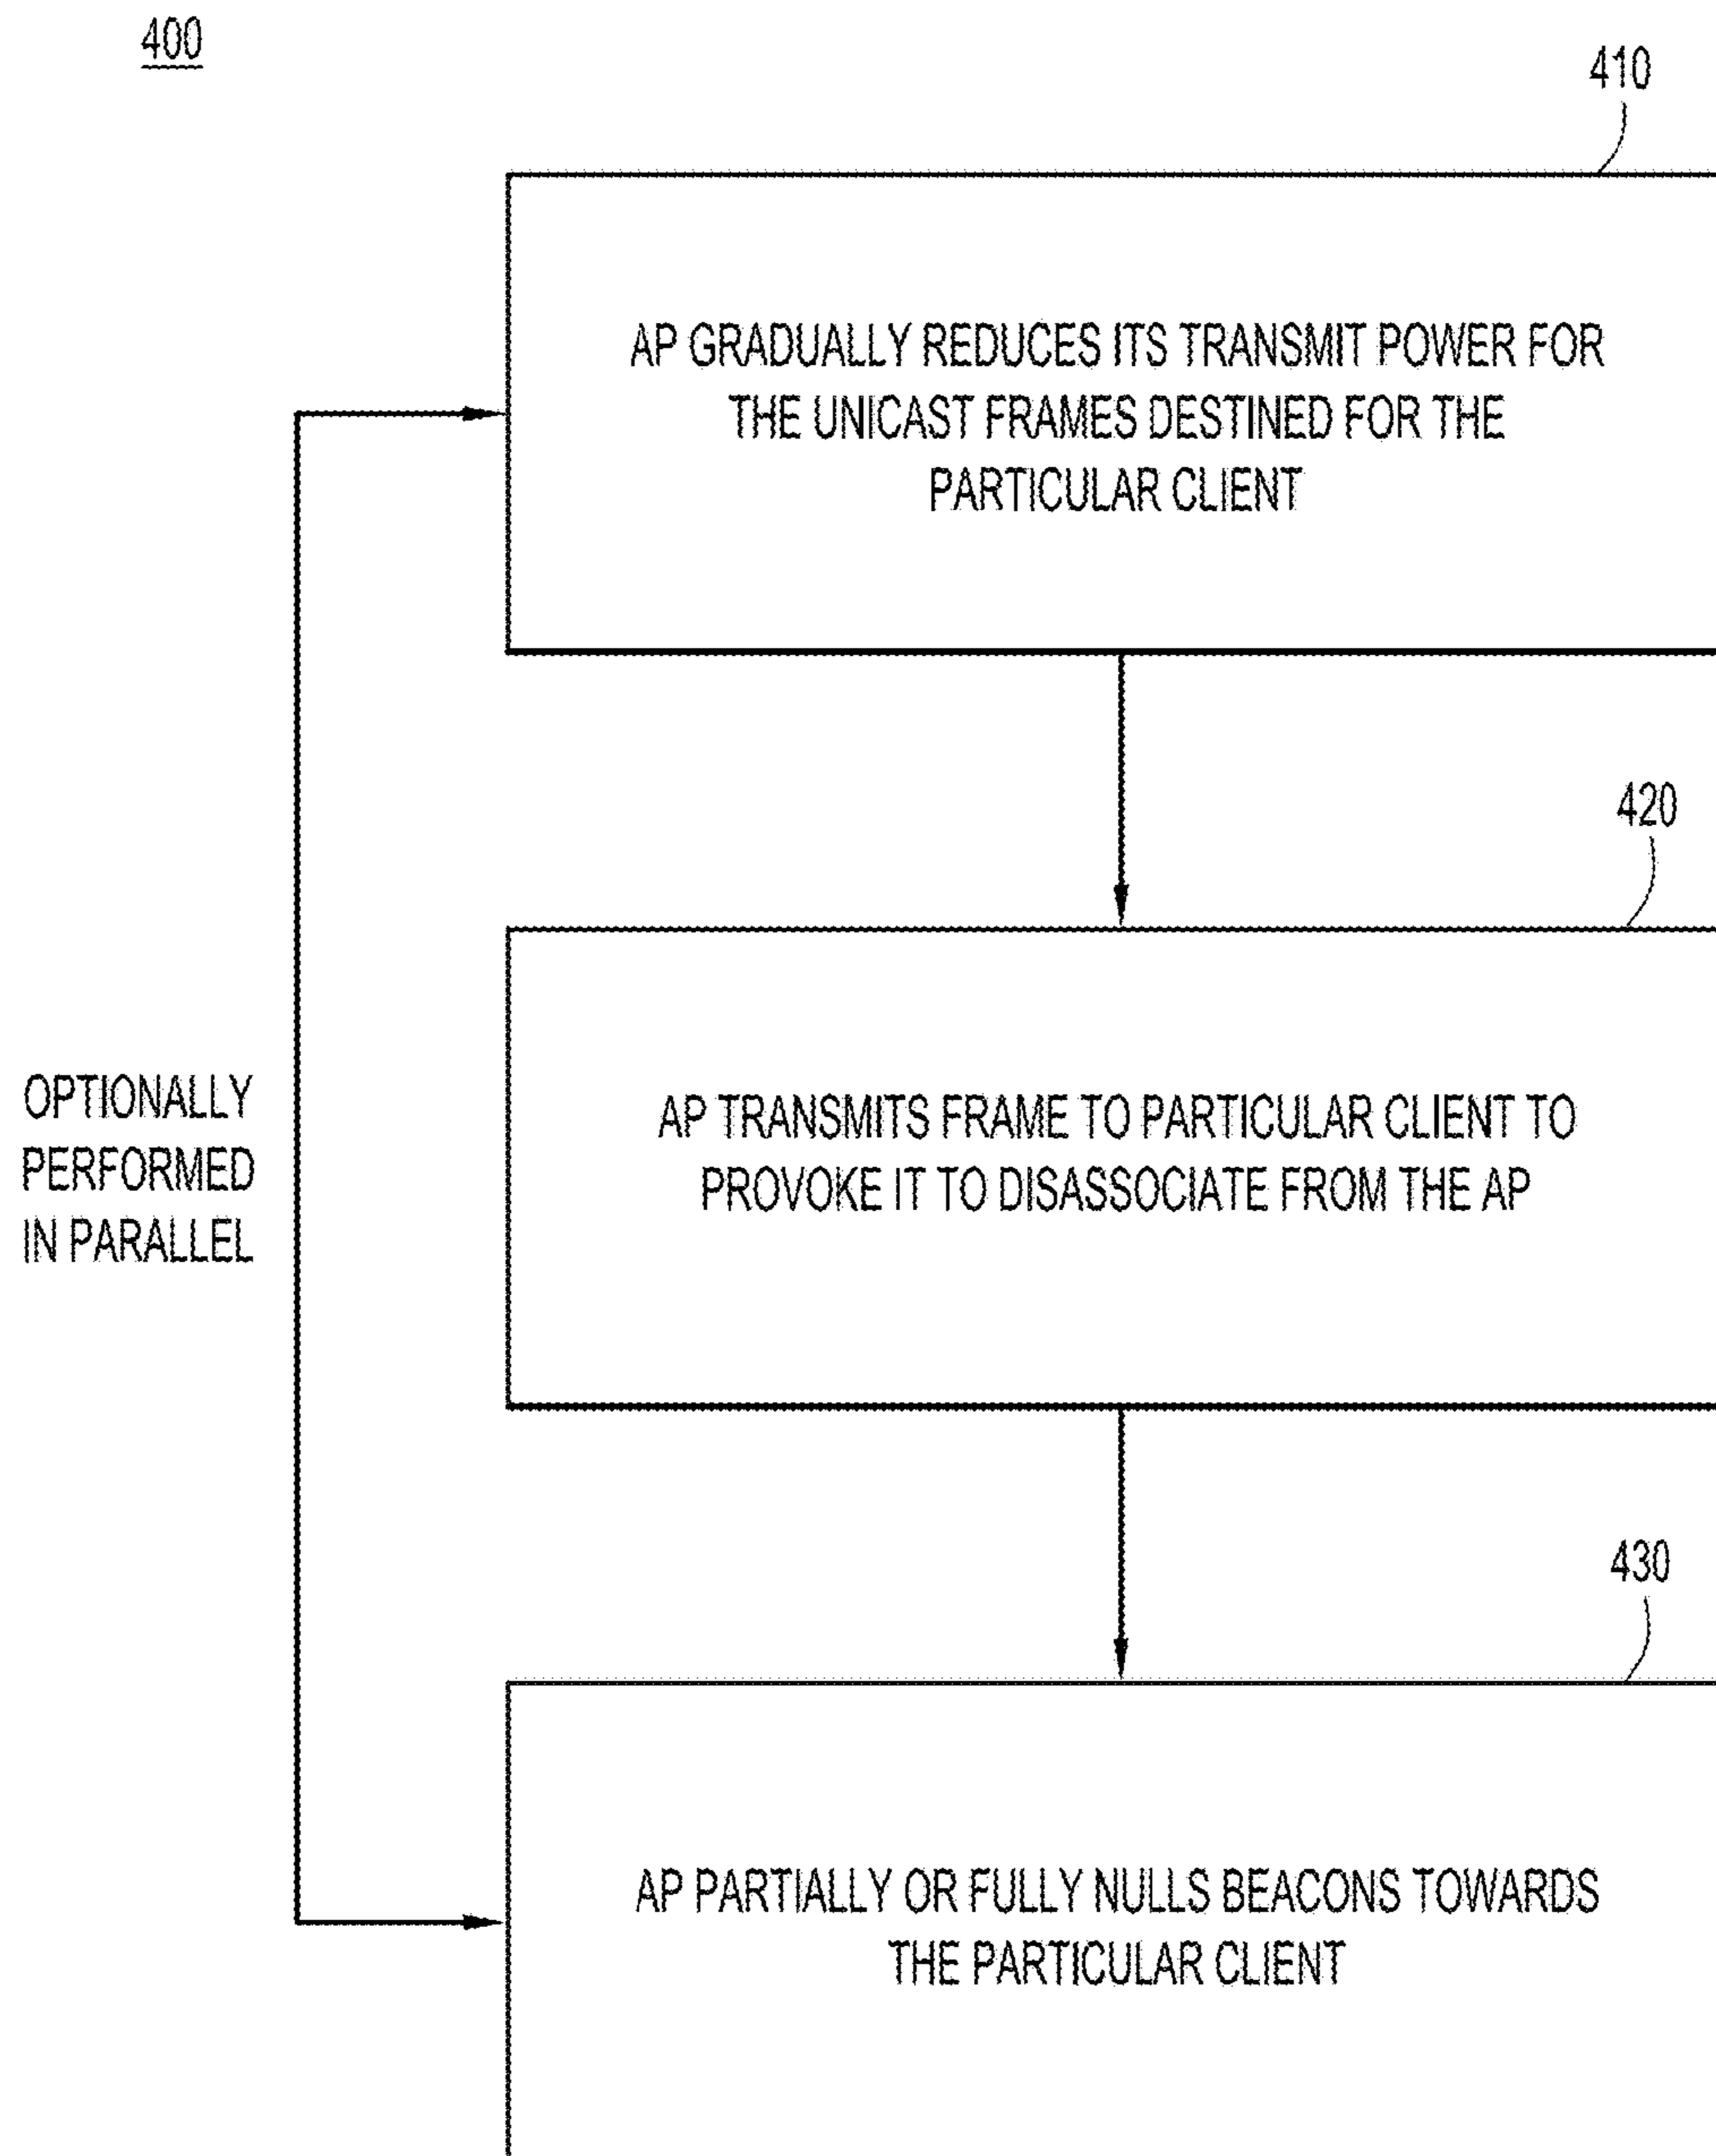 400
410
AP GRADUALLY REDUCES ITS TRANSMIT POWER FOR
THE UNICAST FRAMES DESTINED FOR THE
PARTICULAR CLIENT
420
AP TRANSMITS FRAME TO PARTICULAR CLIENT TO
PROVOKE IT TO DISASSOCIATE FROM THE AP
OPTIONALLY
PERFORMED
IN PARALLEL
430
AP PARTIALLY OR FULLY NULLS BEACONS TOWARDS
THE PARTICULAR CLIENT